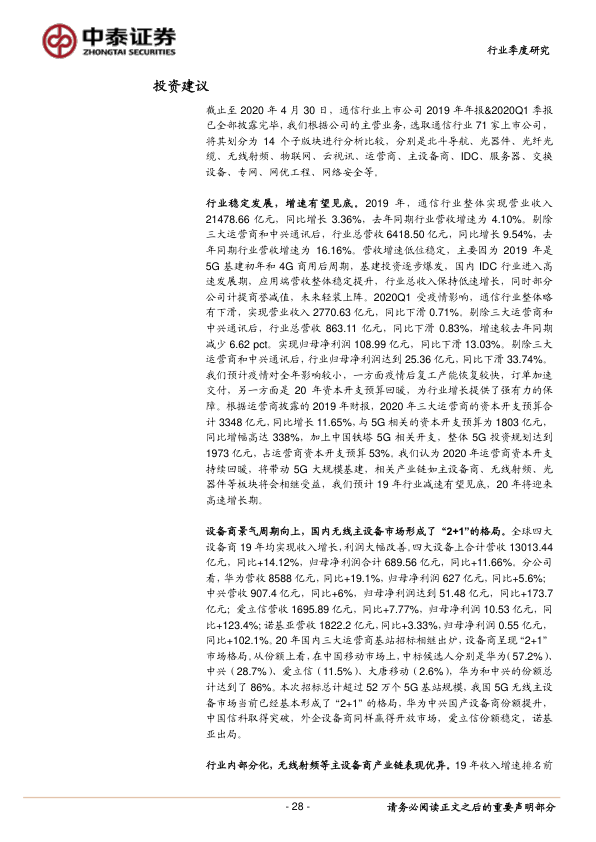 中泰证券
ZHONGTAI SECURITIES
行业季度研究
投资建议
截止至 2020 年 4 月 30 日，通信行业上市公司 2019 年年报&2020Q1 季报
已全部披露完毕，我们根据公司的主营业务，选取通信行业 71 家上市公司，
将其划分为 14 个子版块进行分析比较，分别是北斗导航、光器件、光纤光
缆、无线射频、物联网、云视讯、运营商、主设备商、IDC、服务器、交换
设备、专网、网优工程、网络安全等。
行业稳定发展，增速有望见底。2019 年，通信行业整体实现营业收入
21478.66 亿元，同比增长 3.36%，去年同期行业营收增速为 4.10%。剔除
三大运营商和中兴通讯后，行业总营收 6418.50 亿元，同比增长 9.54%，去
年同期行业营收增速为 16.16%。营收增速低位稳定，主要因为 2019 年是
5G 基建初年和 4G 商用后周期，基建投资逐步爆发，国内 IDC 行业进入高
速发展期，应用端营收整体稳定提升，行业总收入保持低速增长，同时部分
公司计提商誉减值，未来轻装上阵。2020Q1 受疫情影响，通信行业整体略
有下滑，实现营业收入 2770.63 亿元，同比下滑 0.71%。剔除三大运营商和
中兴通讯后，行业总营收 863.11 亿元，同比下滑 0.83%，增速较去年同期
减少 6.62 pct。实现归母净利润 108.99 亿元，同比下滑 13.03%。剔除三大
运营商和中兴通讯后，行业归母净利润达到 25.36 亿元，同比下滑 33.74%。
我们预计疫情对全年影响较小，一方面疫情后复工产能恢复较快，订单加速
交付，另一方面是 20 年资本开支预算回暖，为行业增长提供了强有力的保
障。根据运营商披露的 2019 年财报，2020 年三大运营商的资本开支预算合
计 3348 亿元，同比增长 11.65%，与 5G 相关的资本开支预算为 1803 亿元，
同比增幅高达 338%，加上中国铁塔 5G 相关开支，整体 5G 投资规划达到
1973 亿元，占运营商资本开支预算 53%。我们认为 2020 年运营商资本开支
持续回暖，将带动 5G 大规模基建，相关产业链如主设备商、无线射频、光
器件等板块将会相继受益，我们预计 19 年行业减速有望见底，20 年将迎来
高速增长期。
设备商景气周期向上，国内无线主设备市场形成了“2+1”的格局。全球四大
设备商 19 年均实现收入增长，利润大幅改善。四大设备上合计营收 13013.44
亿元，同比+14.12%，归母净利润合计 689.56 亿元，同比+11.66%。分公司
看，华为营收 8588 亿元，同比+19.1%，归母净利润 627 亿元，同比+5.6%；
中兴营收 907.4 亿元，同比+6%，归母净利润达到 51.48 亿元，同比+173.7
亿元；爱立信营收 1695.89 亿元，同比+7.77%，归母净利润 10.53 亿元，同
比+123.4%；诺基亚营收 1822.2 亿元，同比+3.33%，归母利润 0.55 亿元，
同比+102.1%。20 年国内三大运营商基站招标相继出炉，设备商呈现“2+1”
市场格局。从份额上看，在中国移动市场上，中标候选人分别是华为（57.2%）、
中兴（28.7%）、爱立信（11.5%）、大唐移动（2.6%），华为和中兴的份额总
计达到了 86%。本次招标总计超过 52 万个 5G 基站规模，我国 5G 无线主设
备市场当前已经基本形成了“2+1”的格局，华为中兴国产设备商份额提升，
中国信科取得突破，外企设备商同样赢得开放市场，爱立信份额稳定，诺基
亚出局。
行业内部分化，无线射频等主设备商产业链表现优异。19 年收入增速排名前
- 28 -
请务必阅读正文之后的重要声明部分